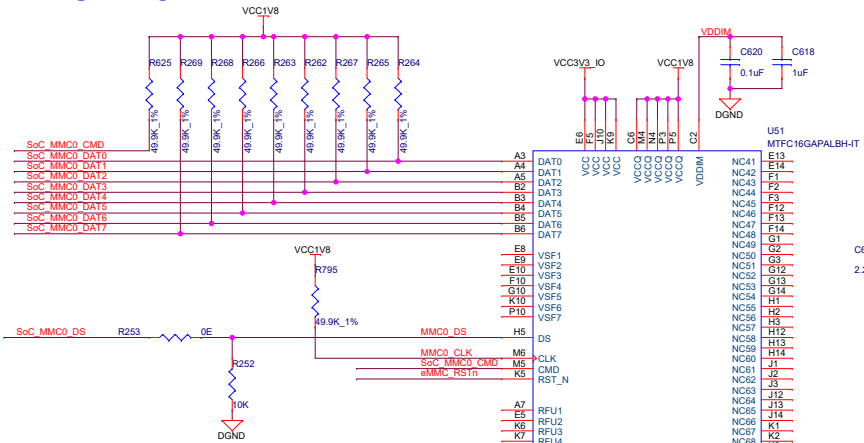 VCC1V8
R625 R269 R268 R266 R263 R262 R267 R265 R264
49.9K_1% 49.9K_1% 49.9K_1% 49.9K_1% 49.9K_1% 49.9K_1% 49.9K_1% 49.9K_1% 49.9K_1%
VDDIM
C620 C618
0.1uF 1uF
DGND
VCC3V3_IO VCC1V8
E6 F5 J10 K9 C6 M4 N4 P3 P5 C2
VCC VCC VCC VCC VCCQ VCCQ VCCQ VCCQ VCCQ VDDIM
U51
MTFC16GAPALBH-IT
SoC_MMC0_CMD
SoC_MMC0_DAT0 A3 DAT0
SoC_MMC0_DAT1 A4 DAT1
SoC_MMC0_DAT2 A5 DAT2
SoC_MMC0_DAT3 B2 DAT3
SoC_MMC0_DAT4 B3 DAT4
SoC_MMC0_DAT5 B4 DAT5
SoC_MMC0_DAT6 B5 DAT6
SoC_MMC0_DAT7 B6 DAT7
E8 VSF1
E9 VSF2
E10 VSF3
F10 VSF4
G10 VSF5
K10 VSF6
P10 VSF7
VCC1V8
R795
49.9K_1%
SoC_MMC0_DS R253 0E MMC0_DS H5 DS
R252
10K
DGND
MMC0_CLK M6 CLK
SoC_MMC0_CMD M5 CMD
eMMC_RSTn K5 RST_N
A7 RFU1
E5 RFU2
K6 RFU3
K7 RFU4
NC41 E13
NC42 E14
NC43 F1
NC44 F2
NC45 F3
NC46 F12
NC47 F13
NC48 F14
NC49 G1
NC50 G2
NC51 G3
NC52 G12
NC53 G13
NC54 G14
NC55 H1
NC56 H2
NC57 H3
NC58 H12
NC59 H13
NC60 H14
NC61 J1
NC62 J2
NC63 J3
NC64 J12
NC65 J13
NC66 J14
NC67 K1
NC68 K2